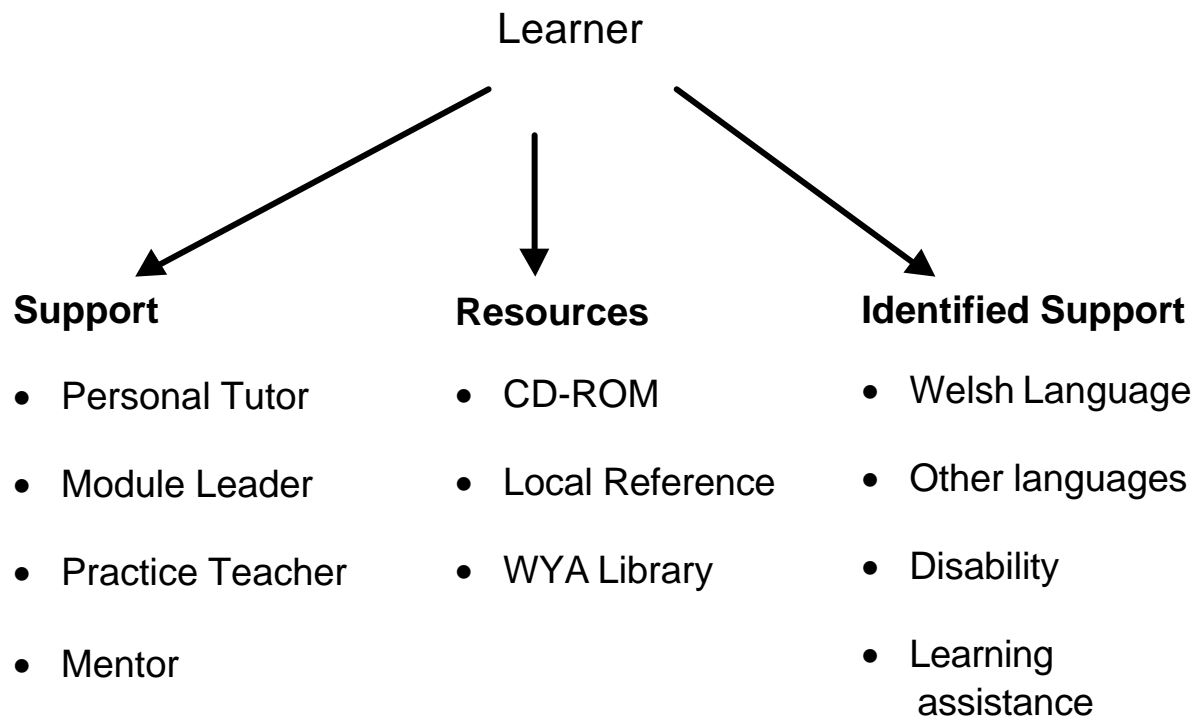 Learner
Support
• Personal Tutor
• Module Leader
• Practice Teacher
• Mentor
Resources
• CD-ROM
• Local Reference
• WYA Library
Identified Support
• Welsh Language
• Other languages
• Disability
• Learning
assistance